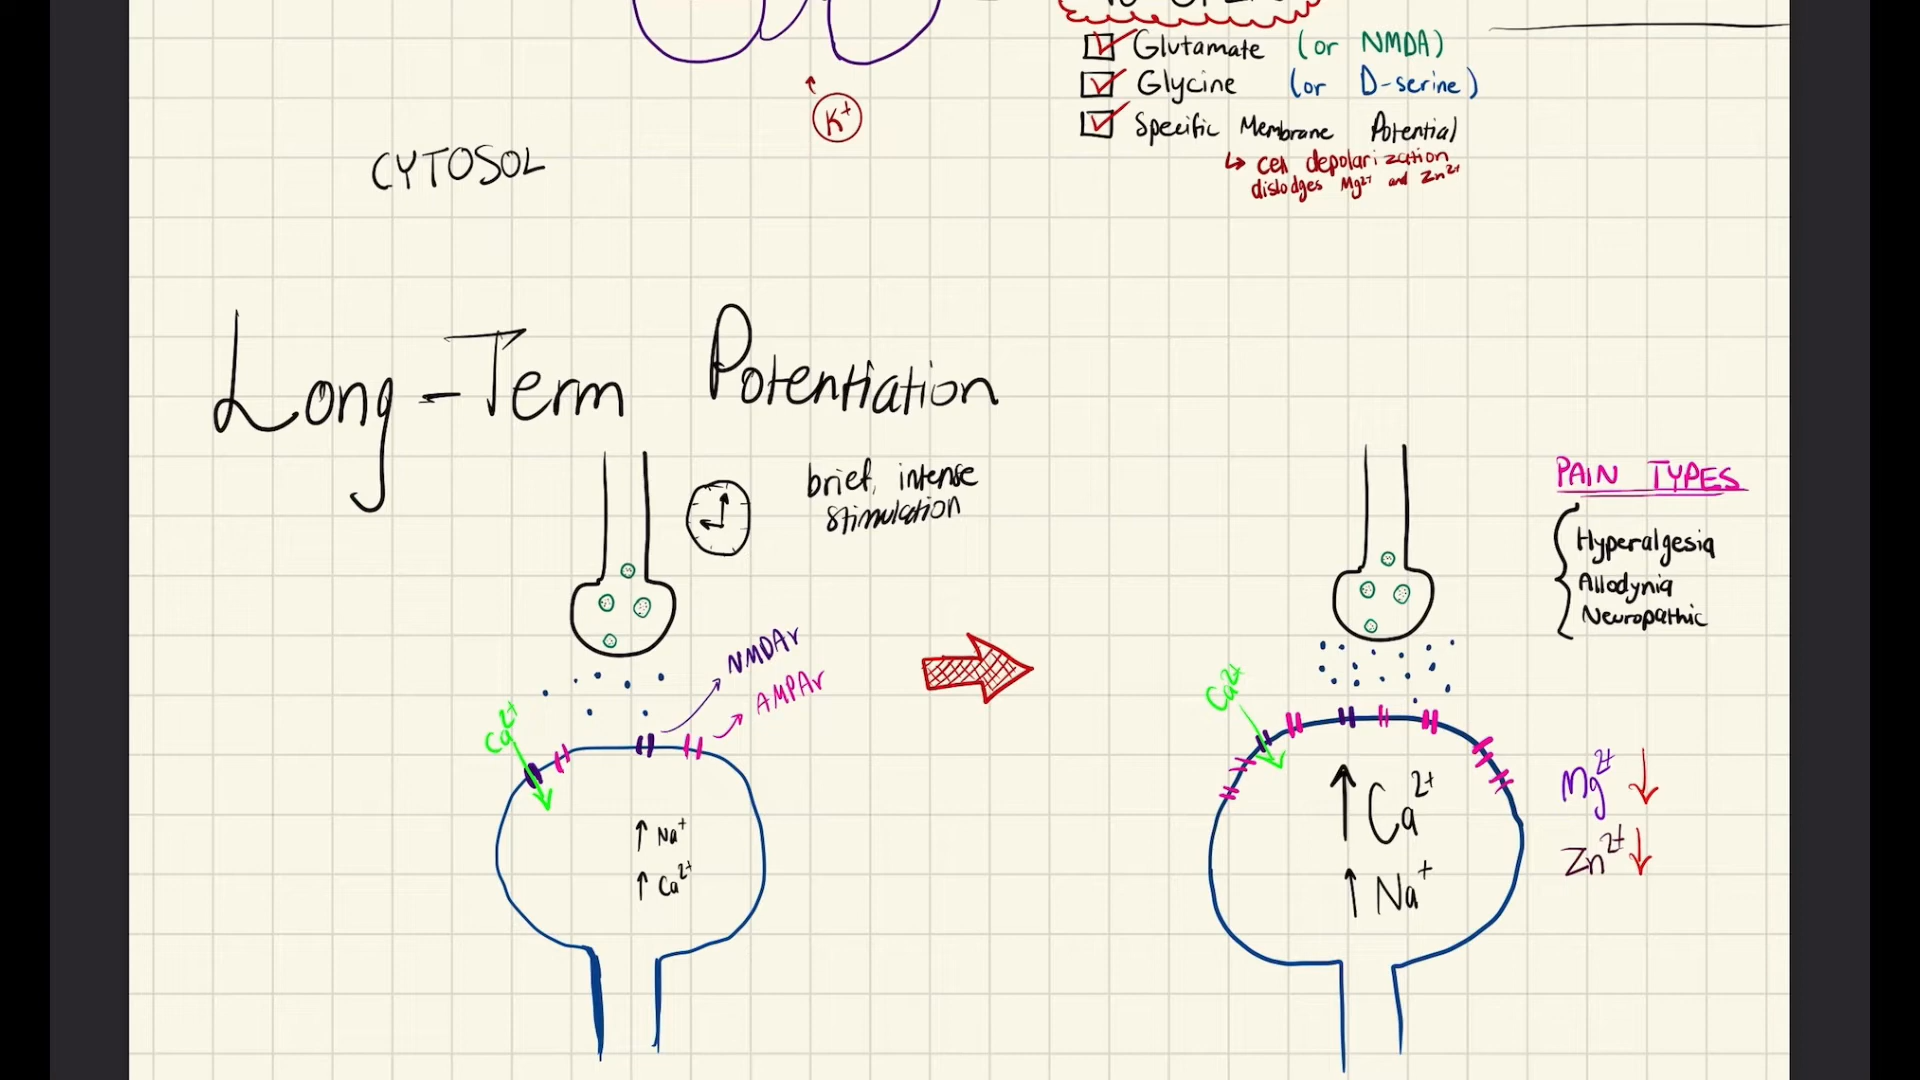 Glutamate (or NMDA)
Glycine (or D-serine)
Specific Membrane Potential
↳ cell depolarization
dislodges Mg²⁺ and Zn²⁺
K⁺
CYTOSOL
Long-Term Potentiation
brief, intense
stimulation
NMDAr
AMPAr
Ca²⁺
↑ Na⁺
↑ Ca²⁺
PAIN TYPES
Hyperalgesia
Allodynia
Neuropathic
Ca²⁺
↑ Ca²⁺
↑ Na⁺
Mg²⁺ ↓
Zn²⁺ ↓